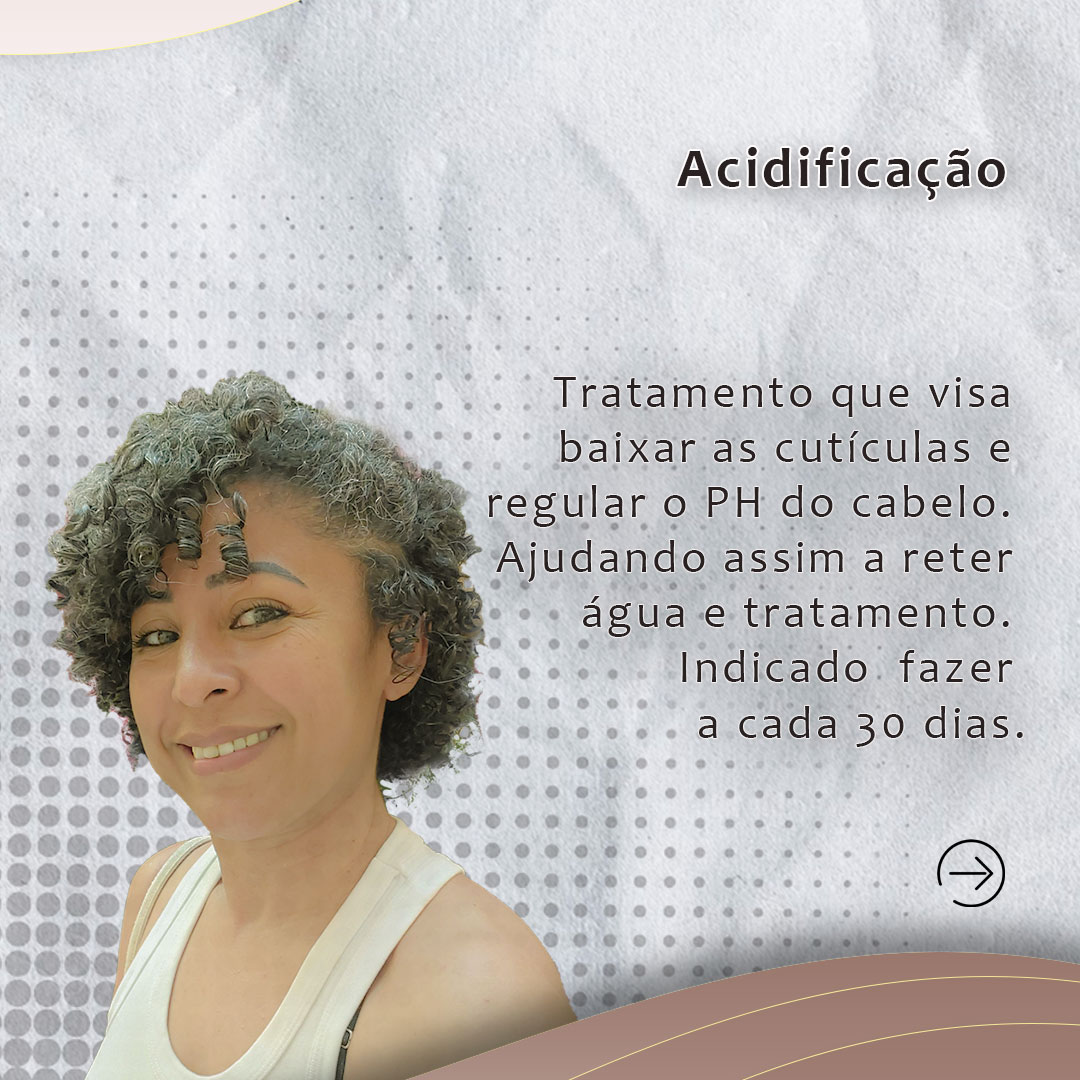 Acidificação
Tratamento que visa
baixar as cutículas e
regular o PH do cabelo.
Ajudando assim a reter
água e tratamento.
Indicado fazer
a cada 30 dias.